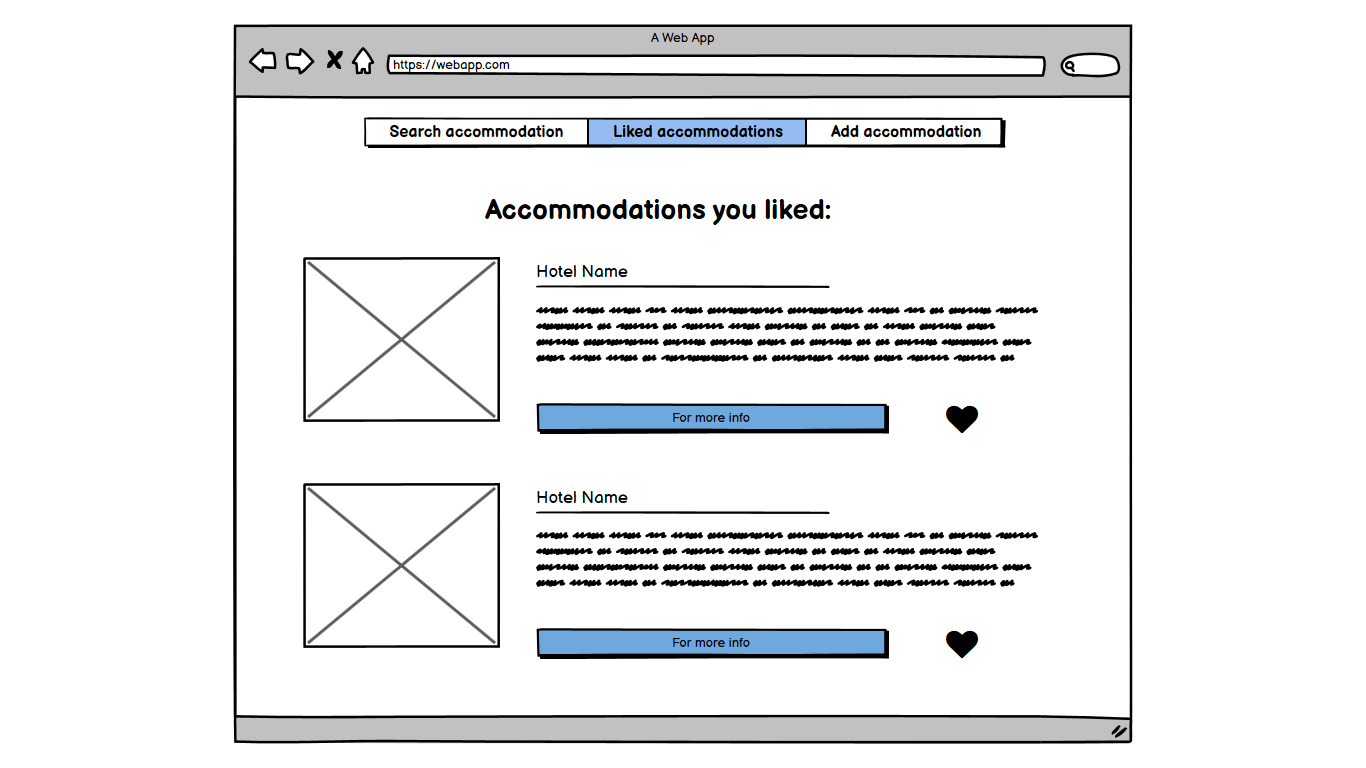 A Web App
https://webapp.com
Search accommodation
Liked accommodations
Add accommodation
Accommodations you liked:
Hotel Name
For more info
Hotel Name
For more info